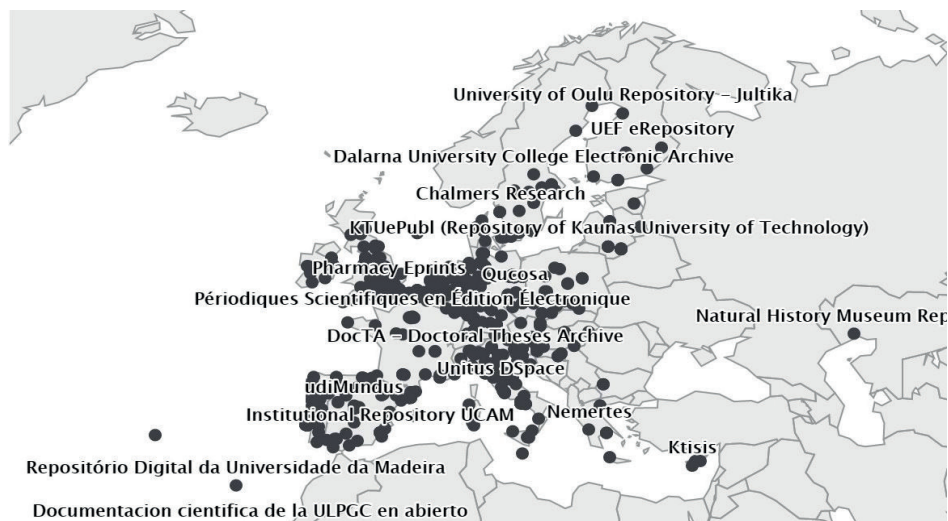 University of Oulu Repository – Jultika
UEF eRepository
Dalarna University College Electronic Archive
Chalmers Research
KTUePubl (Repository of Kaunas University of Technology)
Pharmacy Eprints
Qucosa
Périodiques Scientifiques en Édition Électronique
Natural History Museum Rep
DocTA – Doctoral Theses Archive
Unitus DSpace
udiMundus
Institutional Repository UCAM
Nemertes
Ktisis
Repositório Digital da Universidade da Madeira
Documentacion cientifica de la ULPGC en abierto